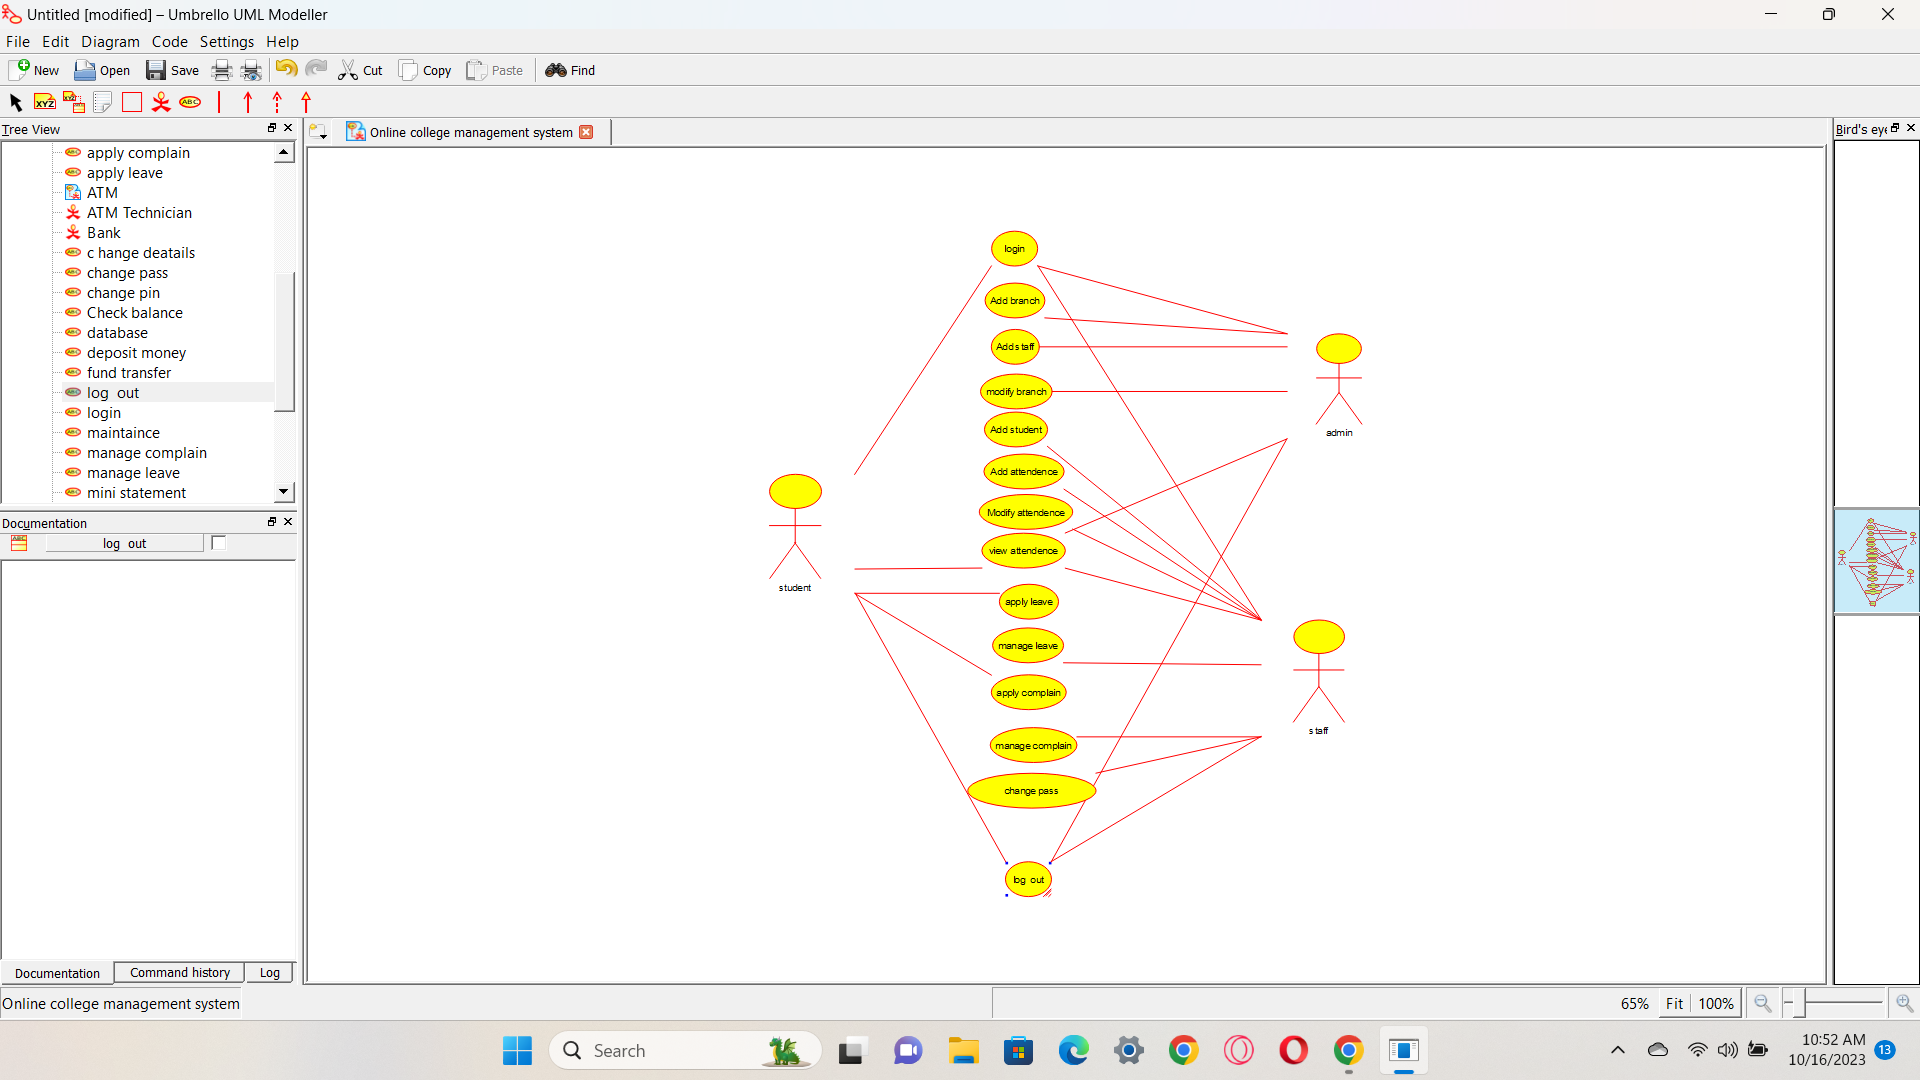 Untitled [modified] – Umbrello UML Modeller
File Edit Diagram Code Settings Help
New Open Save Cut Copy Paste Find
XYZ XYZ ABC
Tree View
Online college management system
Bird's eye
apply complain
apply leave
ATM
ATM Technician
Bank
c hange deatails
change pass
change pin
Check balance
database
deposit money
fund transfer
log out
login
maintaince
manage complain
manage leave
mini statement
Documentation
log out
login
Add branch
Add staff
modify branch
Add student
Add attendence
Modify attendence
view attendence
apply leave
manage leave
apply complain
manage complain
change pass
log out
student
admin
staff
Documentation Command history Log
Online college management system
65% Fit 100%
Search
10:52 AM
10/16/2023
13